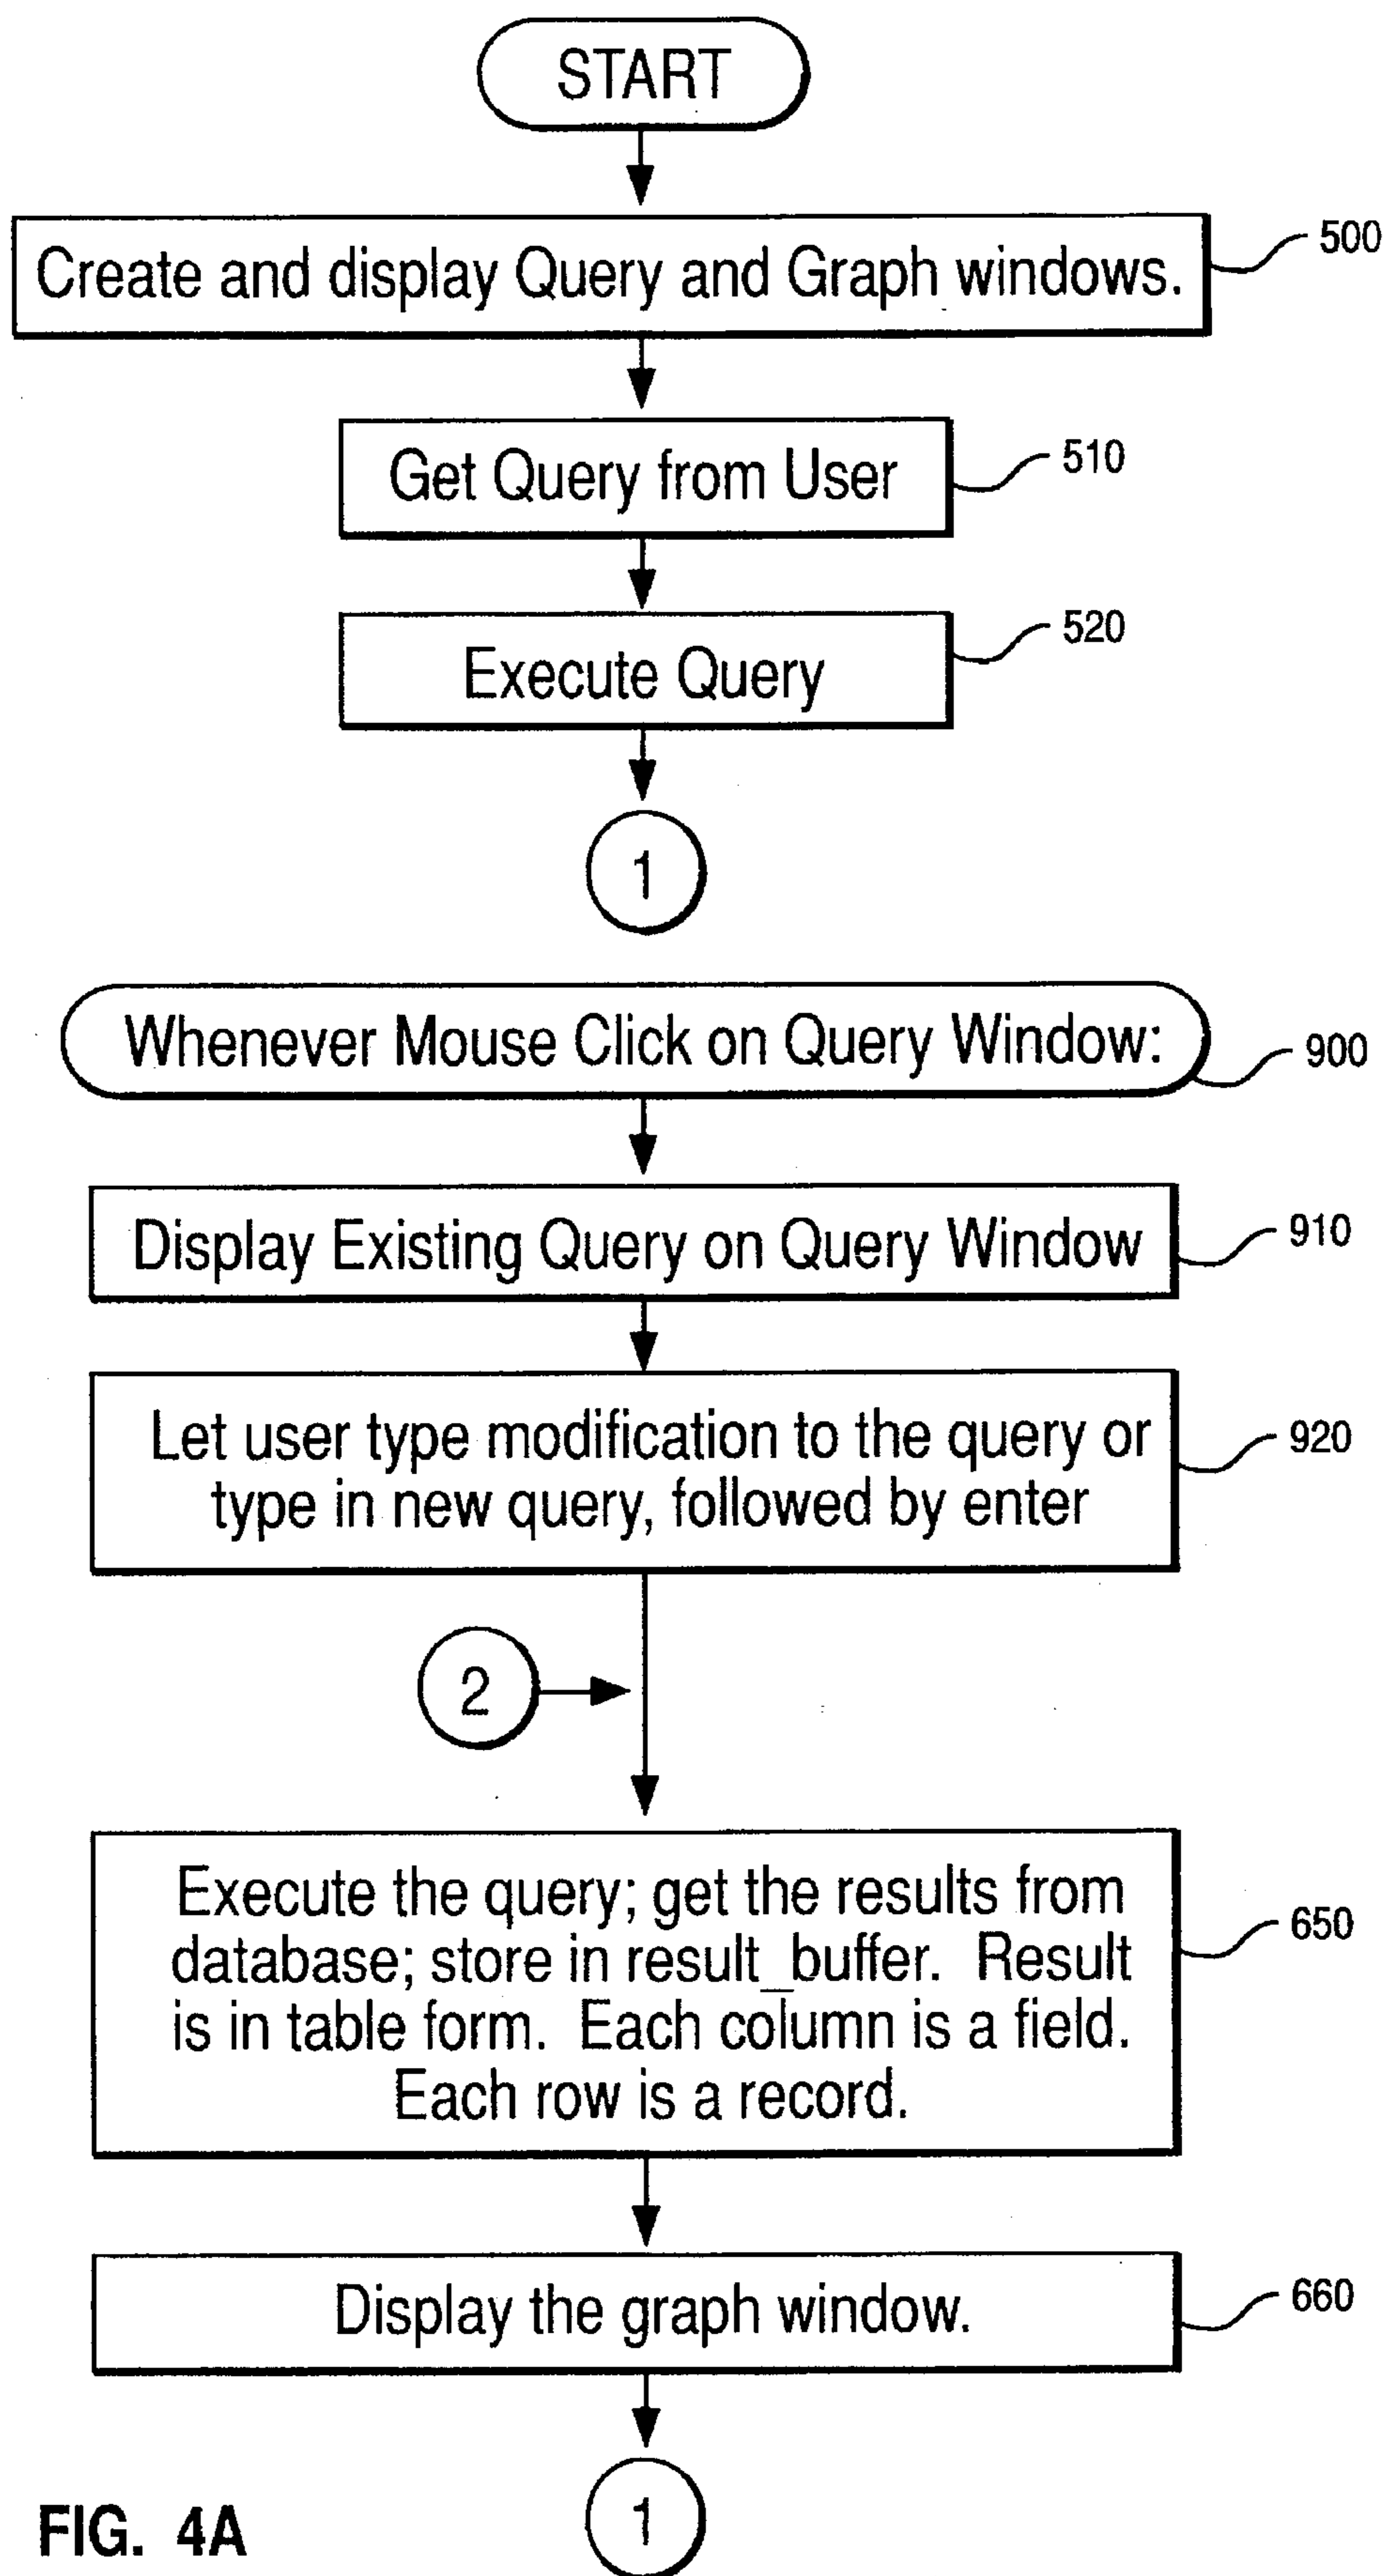 START
Create and display Query and Graph windows.
500
Get Query from User
510
Execute Query
520
1
Whenever Mouse Click on Query Window:
900
Display Existing Query on Query Window
910
Let user type modification to the query or
type in new query, followed by enter
920
2
Execute the query; get the results from
database; store in result_buffer. Result
is in table form. Each column is a field.
Each row is a record.
650
Display the graph window.
660
1
FIG. 4A